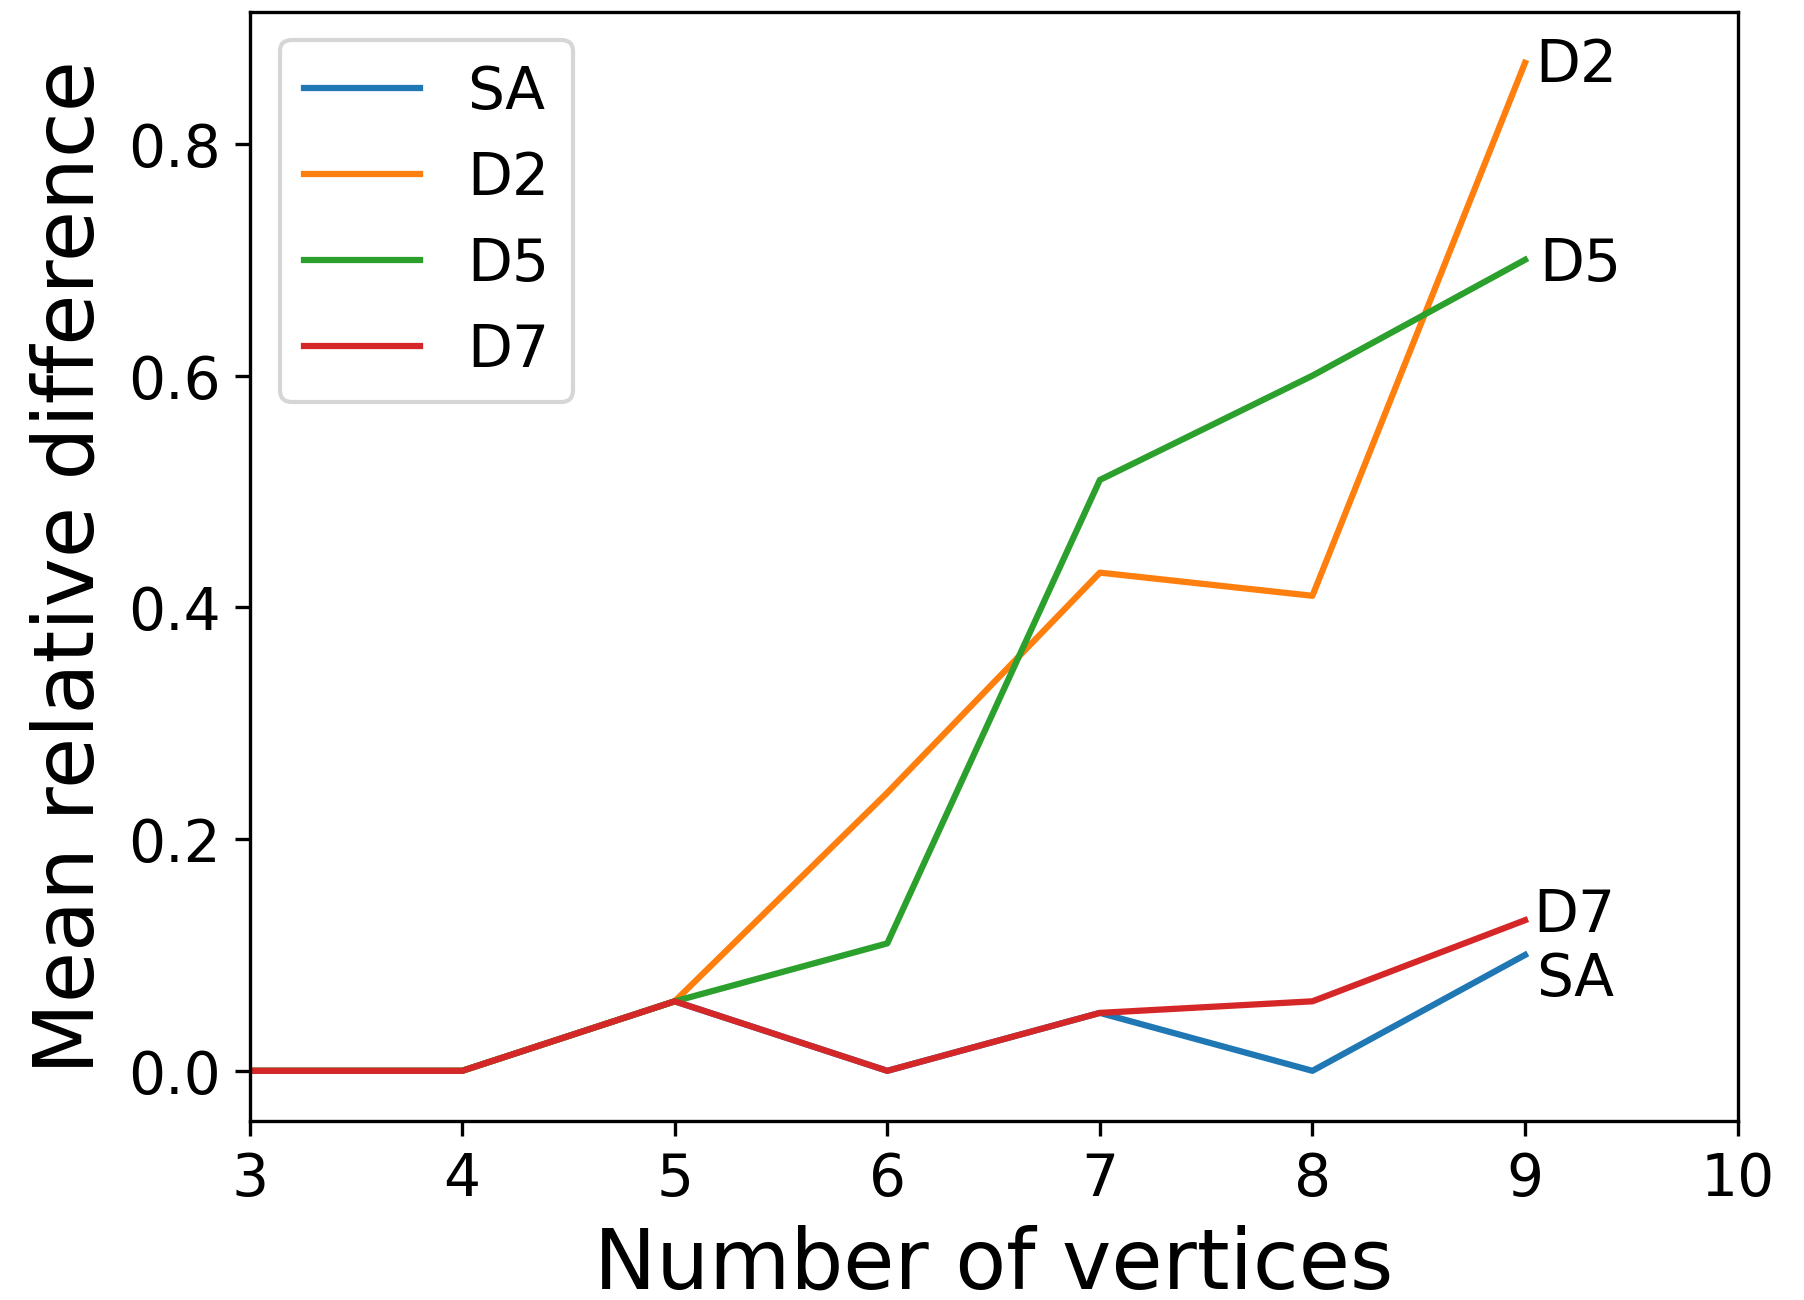 Mean relative difference
0.8
0.6
0.4
0.2
0.0
SA
D2
D5
D7
D2
D5
D7
SA
3 4 5 6 7 8 9 10
Number of vertices